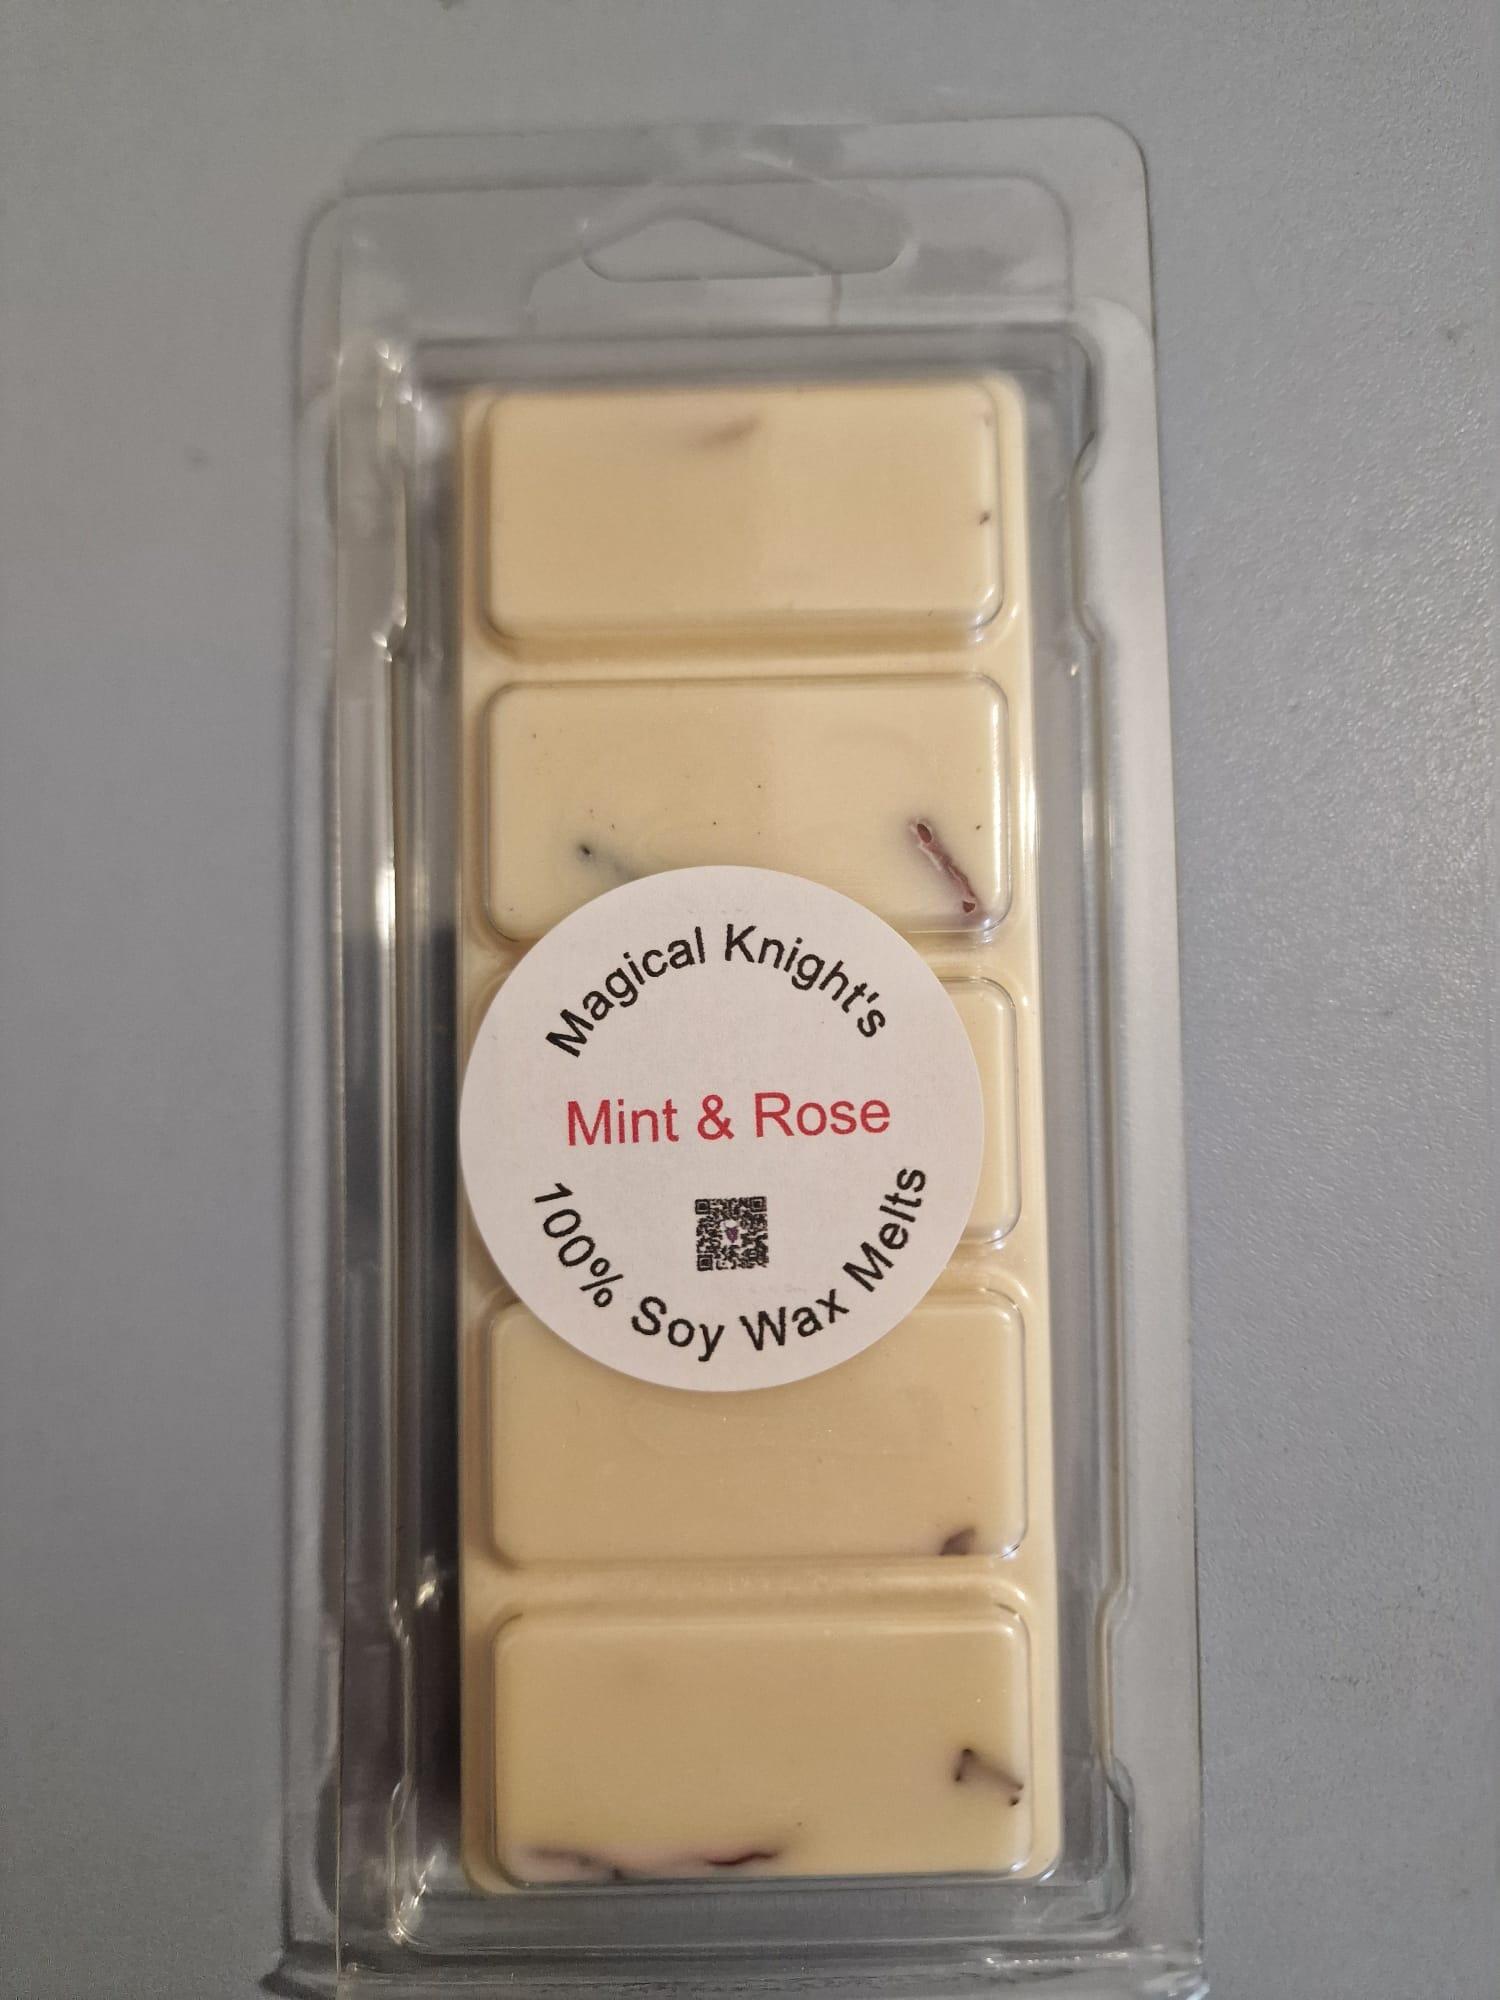 Magical Knight's
Mint & Rose
100% Soy Wax Melts